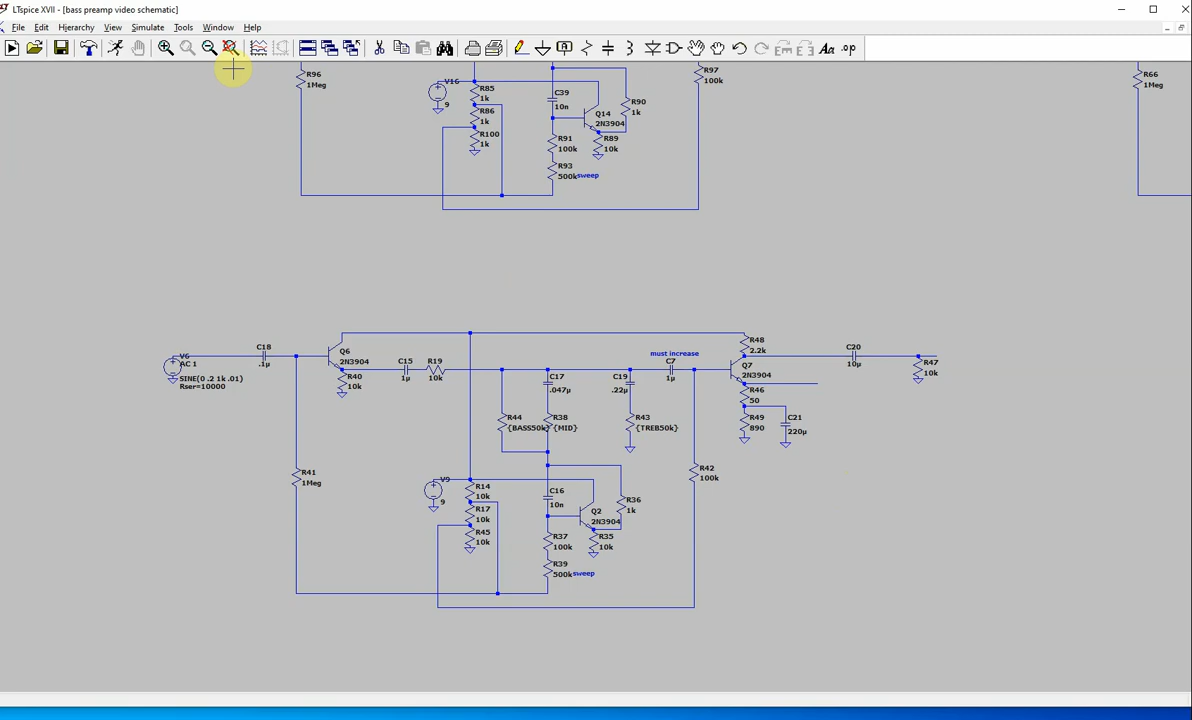 LTspice XVII - [bass preamp video schematic]
File Edit Hierarchy View Simulate Tools Window Help
Aa .op
R96
1Meg
V16
9
R85
1k
R86
1k
R100
1k
C39
10n
Q14
2N3904
R90
1k
R91
100k
R89
10k
R93
500k sweep
R97
100k
R66
1Meg
V6
AC 1
SINE(0 .2 1k .01)
Rser=10000
C18
.1µ
Q6
2N3904
R40
10k
C15
1µ
R19
10k
R41
1Meg
R44
{BASS50k}
C17
.047µ
R38
{MID}
C19
.22µ
R43
{TREB50k}
must increase
C7
1µ
R48
2.2k
Q7
2N3904
R46
50
R49
890
C21
220µ
C20
10µ
R47
10k
V9
9
R14
10k
R17
10k
R45
10k
C16
10n
Q2
2N3904
R36
1k
R37
100k
R35
10k
R39
500k sweep
R42
100k